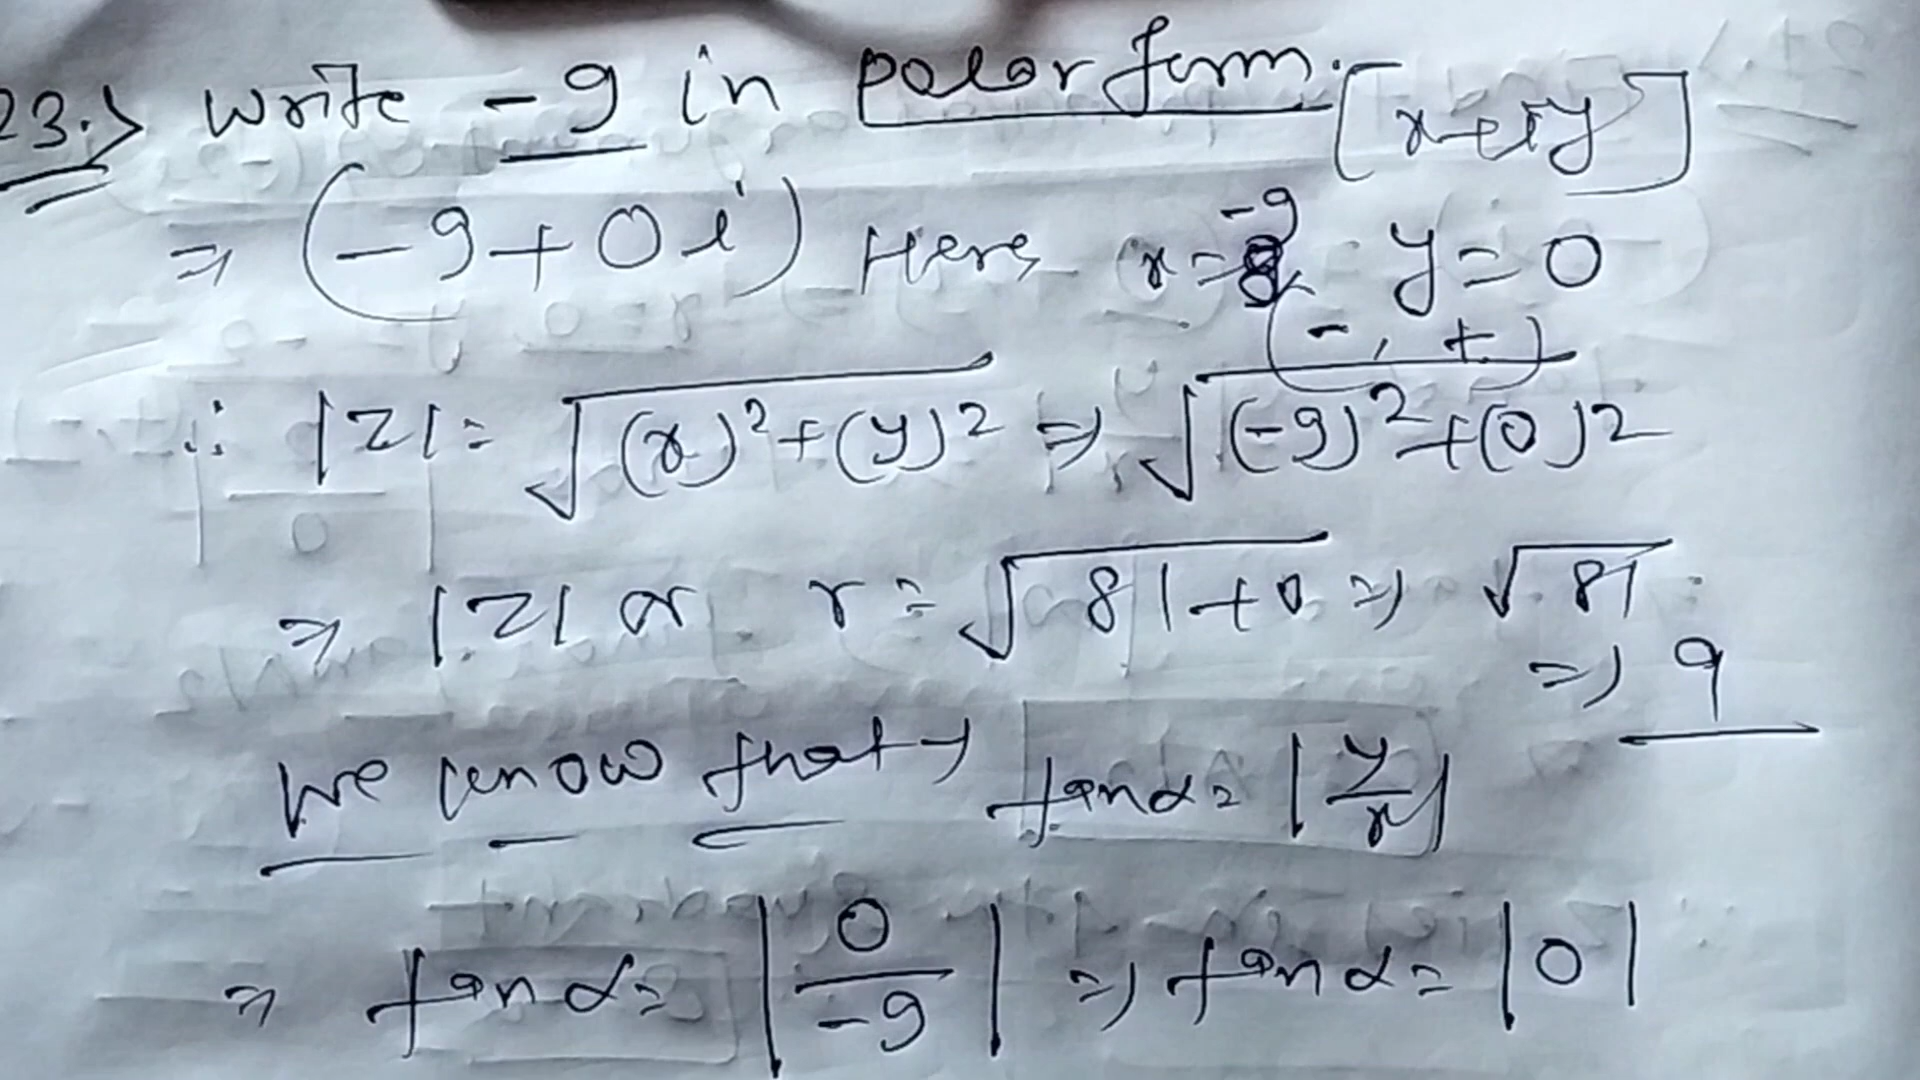 23.> Write -9 in polar form. [x+iy]
⇒ (-9+0i) Here, x=-9, y=0
(-, +)
∴ |z|= √(x)²+(y)² ⇒ √(-9)²+(0)²
⇒ |z| or r= √81+0 ⇒ √81
⇒ 9
We know that, tanα= |y/x|
⇒ tanα= |0/-9| ⇒ tanα= |0|